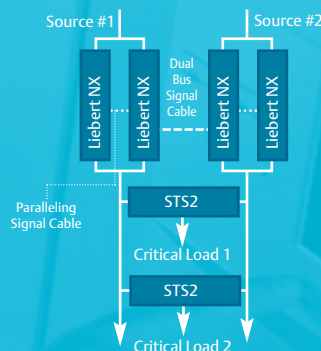 Source #1
Source #2
Liebert NX
Liebert NX
Dual
Bus
Signal
Cable
Liebert NX
Liebert NX
Paralleling
Signal Cable
STS2
Critical Load 1
STS2
Critical Load 2